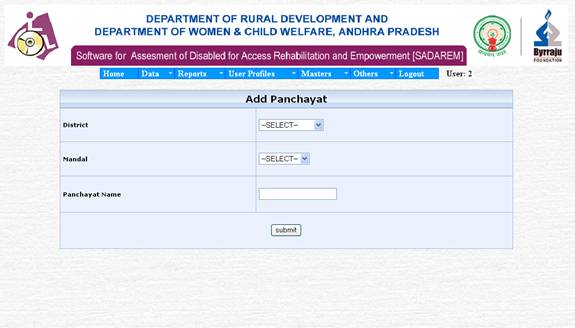 DEPARTMENT OF RURAL DEVELOPMENT AND
DEPARTMENT OF WOMEN & CHILD WELFARE, ANDHRA PRADESH
Software for Assesment of Disabled for Access Rehabilitation and Empowerment [SADAREM]
Byrraju
FOUNDATION
Home Data Reports User Profiles Masters Others Logout User: 2
Add Panchayat
District --SELECT--
Mandal --SELECT--
Panchayat Name
submit